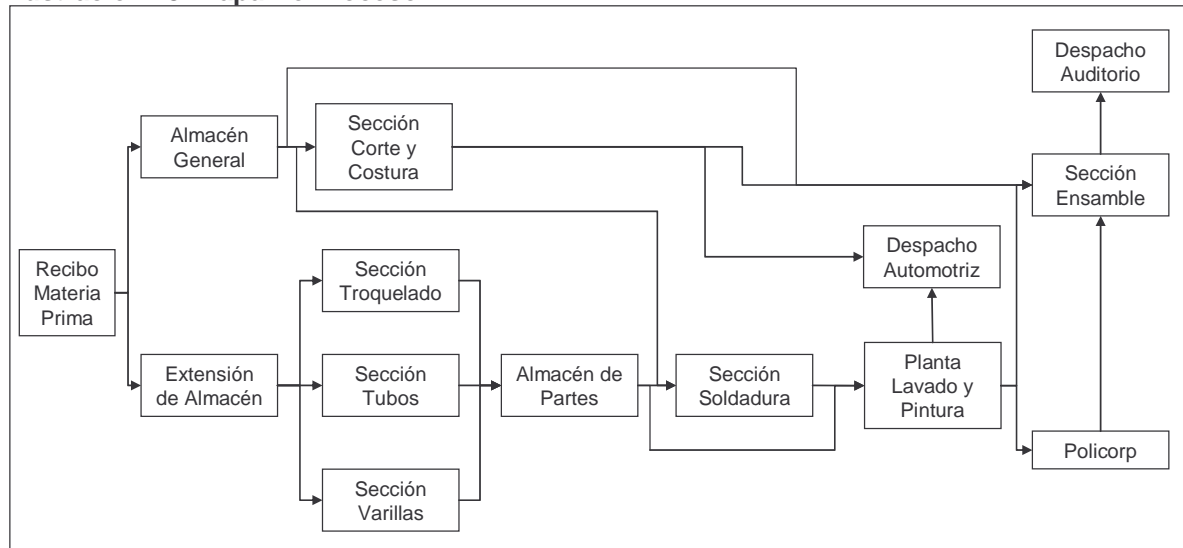 Despacho
Auditorio
Almacén
General
Sección
Corte y
Costura
Sección
Ensamble
Recibo
Materia
Prima
Sección
Troquelado
Despacho
Automotriz
Extensión
de Almacén
Sección
Tubos
Almacén de
Partes
Sección
Soldadura
Planta
Lavado y
Pintura
Policorp
Sección
Varillas